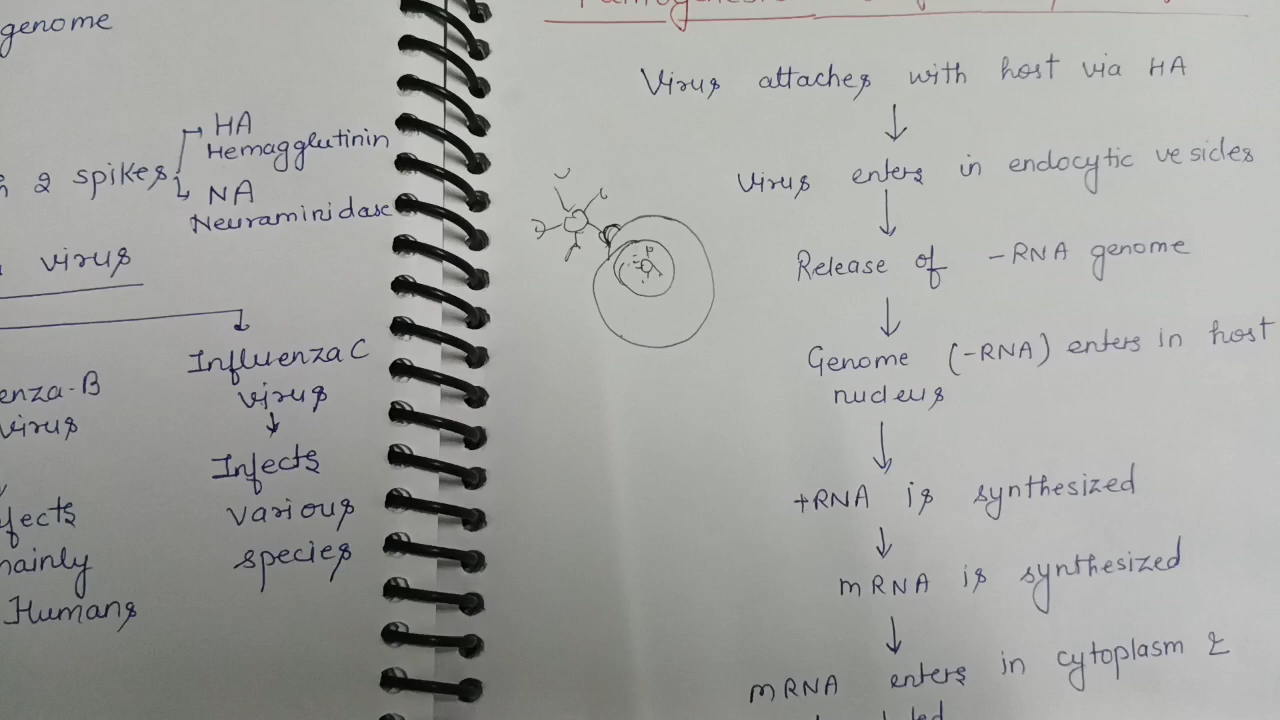 genome
2 spikes
HA
Hemagglutinin
NA
Neuraminidase
virus
Influenza C
virus
Infects
various
species
enza-B
virus
fects
mainly
Humans
Virus attaches with host via HA
Virus enters in endocytic vesicles
Release of -RNA genome
Genome (-RNA) enters in host
nucleus
+RNA is synthesized
mRNA is synthesized
mRNA enters in cytoplasm &